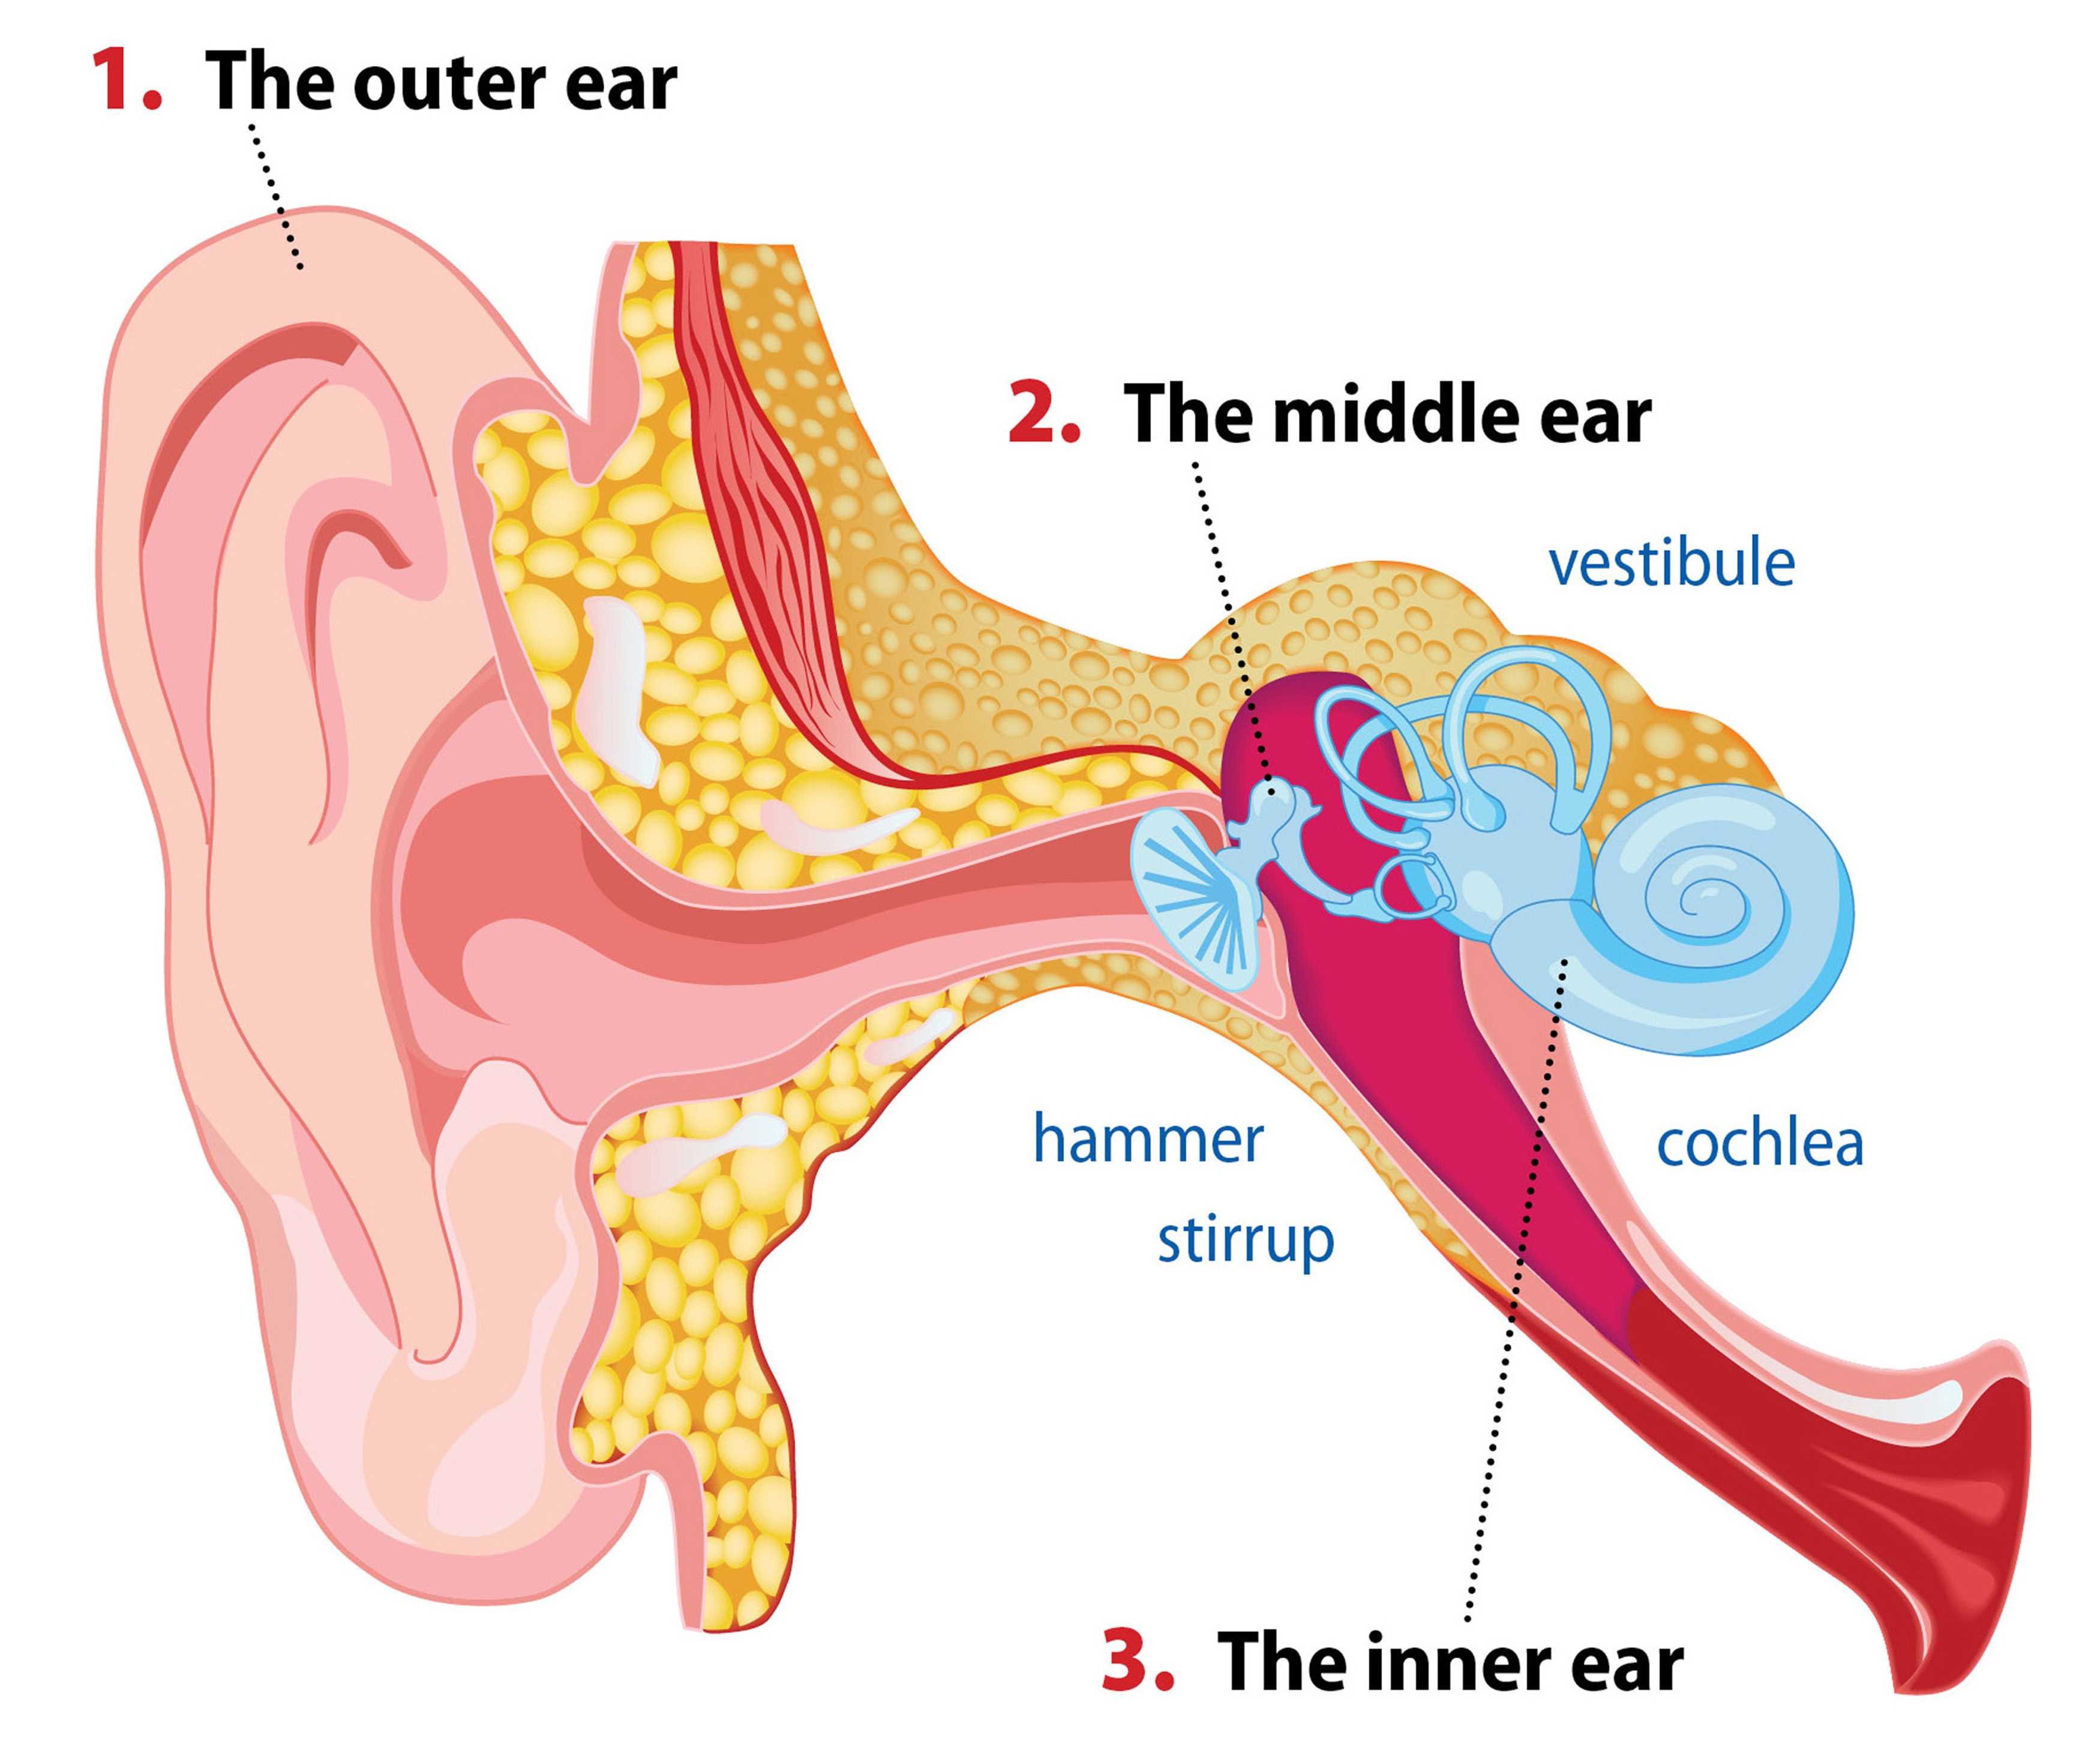 1. The outer ear
2. The middle ear
vestibule
hammer
cochlea
stirrup
3. The inner ear